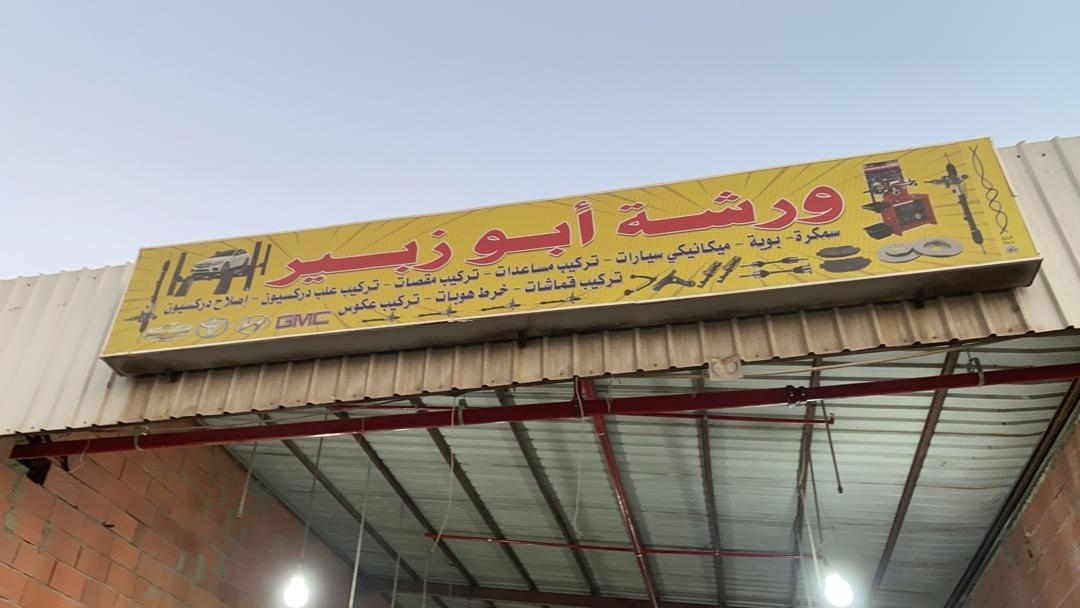 ورشة أبو زبير
سمكرة - بوية - ميكانيكي سيارات - تركيب مساعدات - تركيب مقصات - تركيب علب دركسيون - إصلاح دركسيون
تركيب قماشات - خرط هوبات - تركيب عكوس
GMC